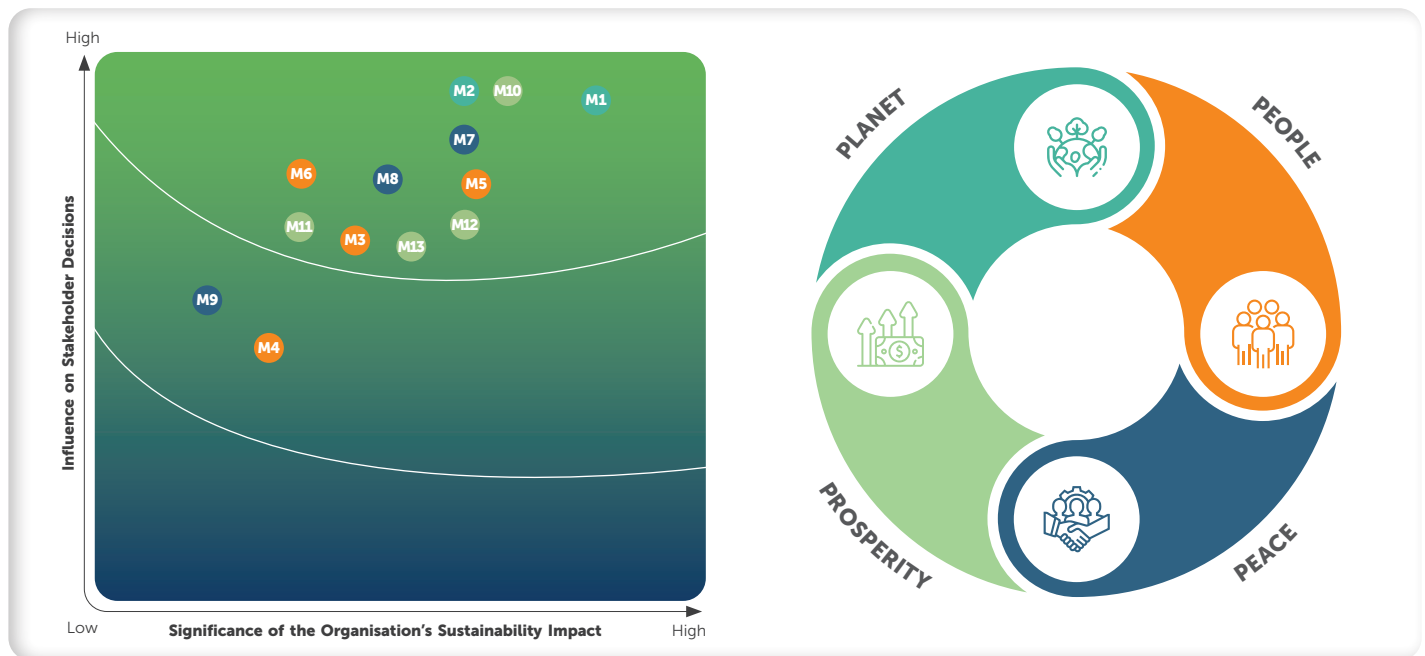 High
Influence on Stakeholder Decisions
M2
M10
M1
M7
M6
M8
M5
M11
M3
M13
M12
M9
M4
Low
Significance of the Organisation's Sustainability Impact
High
PLANET
PEOPLE
$
PROSPERITY
PEACE